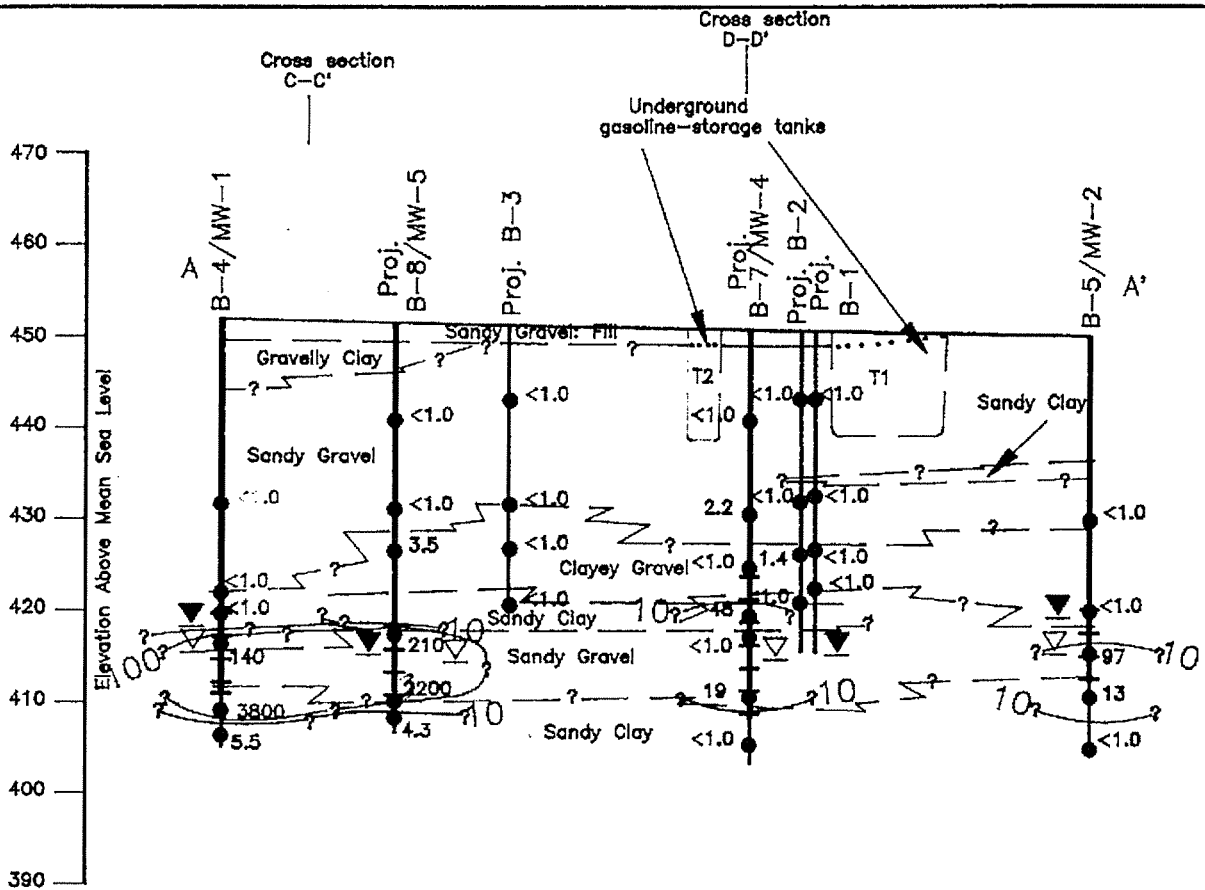 Cross section
D-D'
Cross section
C-C'
Underground
gasoline-storage tanks
470
460
450
440
430
420
410
400
390
Elevation Above Mean Sea Level
A
B-4/MW-1
Proj.
B-8/MW-5
Proj. B-3
Proj.
B-7/MW-4
Proj. B-2
Proj.
B-1
B-5/MW-2
A'
Sandy Gravel: Fill
?
?
?
Gravelly Clay
?
T2
T1
<1.0
<1.0
<1.0
<1.0
<1.0
<1.0
Sandy Clay
Sandy Gravel
?
?
?
<1.0
<1.0
2.2
<1.0
<1.0
<1.0
?
?
3.5
<1.0
<1.0
1.4
<1.0
Clayey Gravel
<1.0
?
?
<1.0
?
<1.0
<1.0
<1.0
?
<1.0
10
?
48
?
?
<1.0
Sandy Clay
?
?
?
?
10
100
140
?
210
Sandy Gravel
<1.0
?
97
?
10
?
2200
?
19
10
13
10
?
3800
?
?
10
?
?
?
5.5
4.3
Sandy Clay
<1.0
<1.0